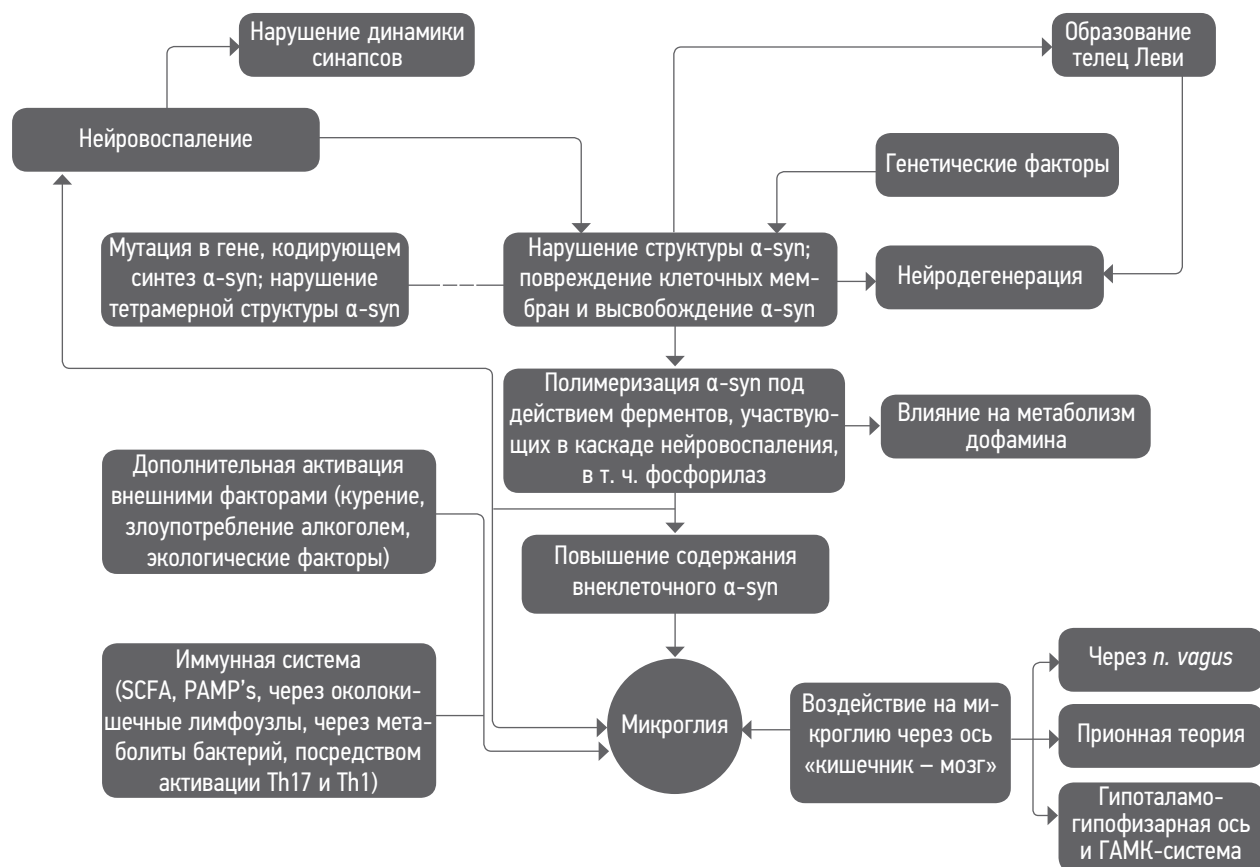 Нарушение динамики
синапсов
Образование
телец Леви
Нейровоспаление
Генетические факторы
Мутация в гене, кодирующем
синтез α-syn; нарушение
тетрамерной структуры α-syn
Нарушение структуры α-syn;
повреждение клеточных мем-
бран и высвобождение α-syn
Нейродегенерация
Полимеризация α-syn под
действием ферментов, участвую-
щих в каскаде нейровоспаления,
в т. ч. фосфорилаз
Влияние на метаболизм
дофамина
Дополнительная активация
внешними факторами (курение,
злоупотребление алкоголем,
экологические факторы)
Повышение содержания
внеклеточного α-syn
Иммунная система
(SCFA, PAMP’s, через околоки-
шечные лимфоузлы, через мета-
болиты бактерий, посредством
активации Th17 и Th1)
Микроглия
Воздействие на ми-
кроглию через ось
«кишечник – мозг»
Через n. vagus
Прионная теория
Гипоталамо-
гипофизарная ось
и ГАМК-система